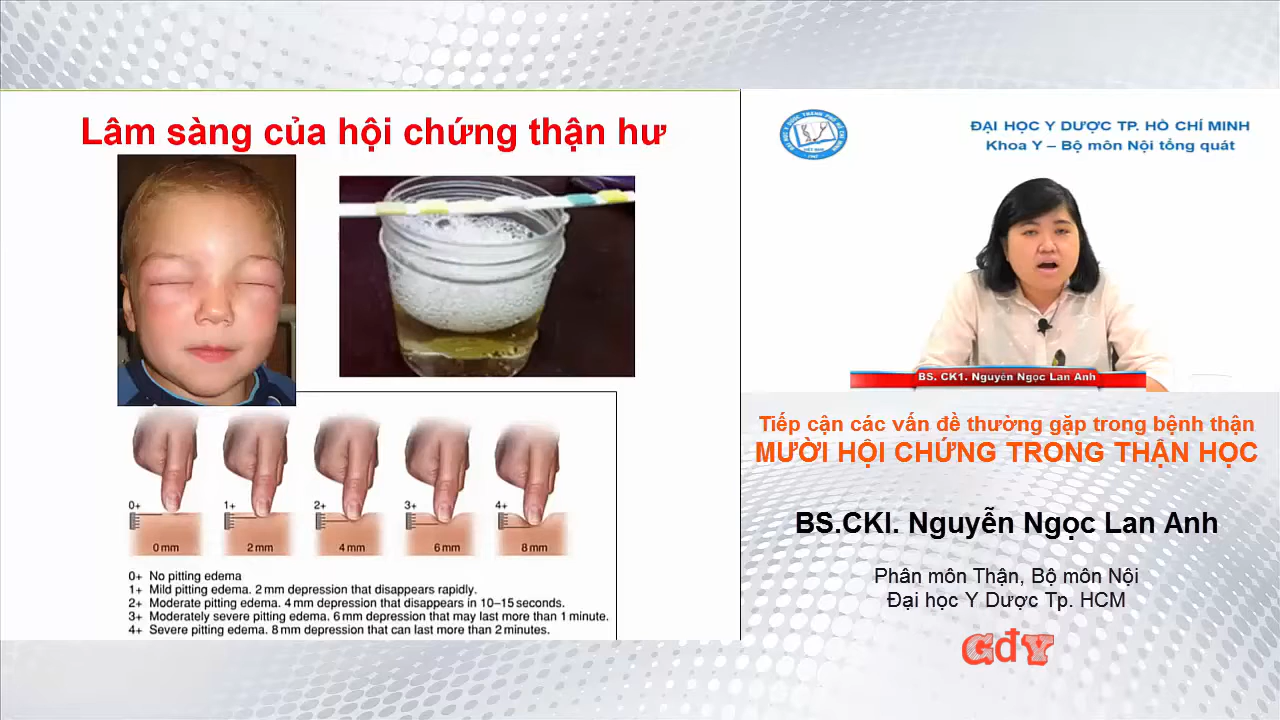 Lâm sàng của hội chứng thận hư
0+
1+
2+
3+
4+
0 mm
2 mm
4 mm
6 mm
8 mm
0+ No pitting edema
1+ Mild pitting edema. 2 mm depression that disappears rapidly.
2+ Moderate pitting edema. 4 mm depression that disappears in 10–15 seconds.
3+ Moderately severe pitting edema. 6 mm depression that may last more than 1 minute.
4+ Severe pitting edema. 8 mm depression that can last more than 2 minutes.
ĐẠI HỌC Y DƯỢC TP. HỒ CHÍ MINH
Khoa Y – Bộ môn Nội tổng quát
BS. CK1. Nguyễn Ngọc Lan Anh
Tiếp cận các vấn đề thường gặp trong bệnh thận
MƯỜI HỘI CHỨNG TRONG THẬN HỌC
BS.CKI. Nguyễn Ngọc Lan Anh
Phân môn Thận, Bộ môn Nội
Đại học Y Dược Tp. HCM
GđY